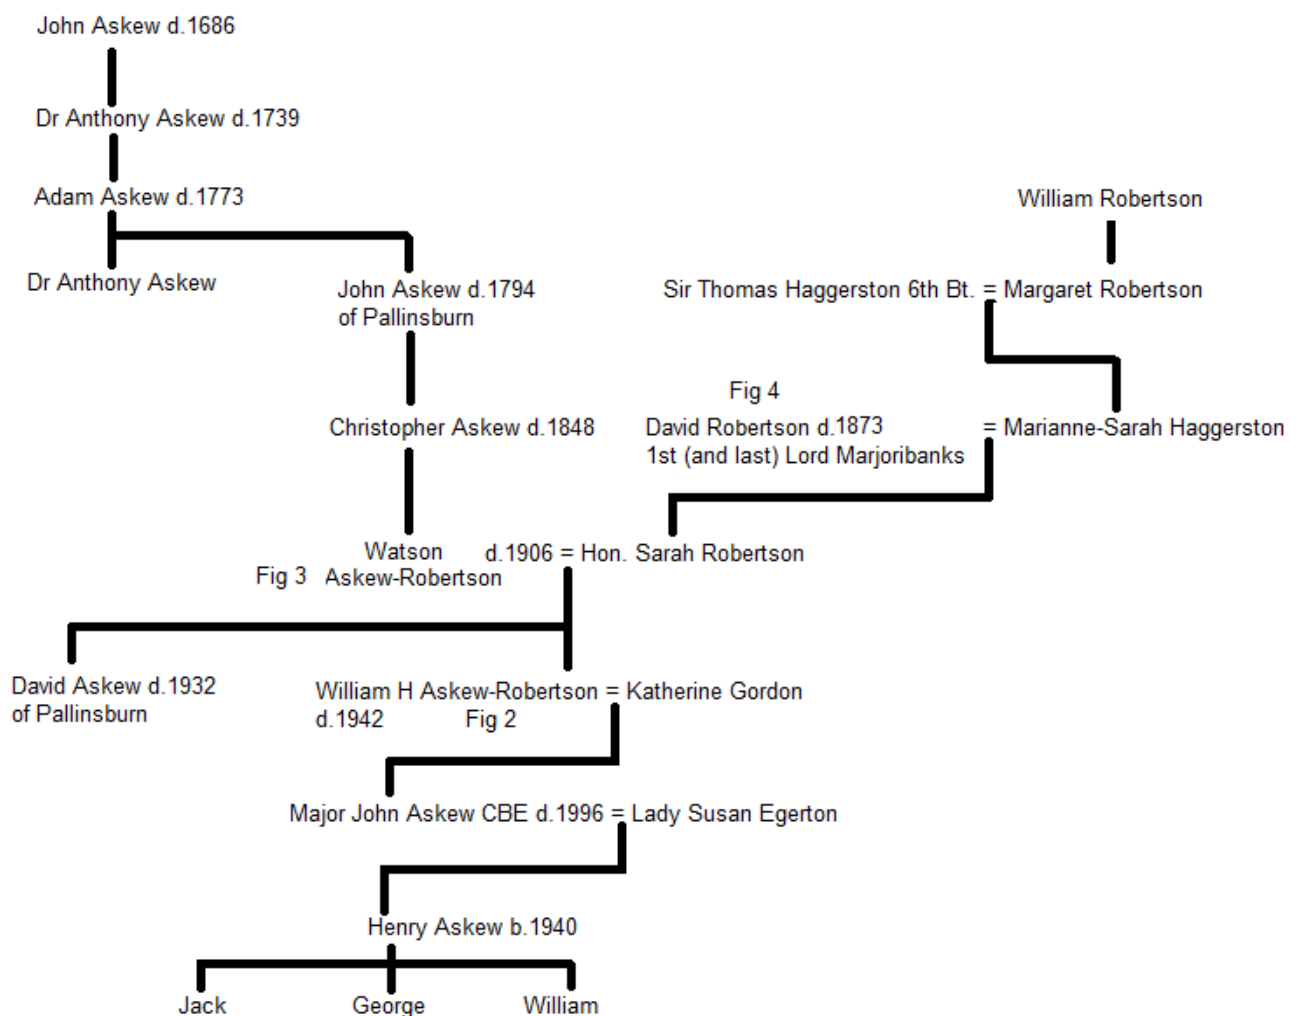 John Askew d.1686
Dr Anthony Askew d.1739
Adam Askew d.1773
William Robertson
Dr Anthony Askew
John Askew d.1794
of Pallinsburn
Sir Thomas Haggerston 6th Bt. = Margaret Robertson
Fig 4
Christopher Askew d.1848
David Robertson d.1873
1st (and last) Lord Marjoribanks
= Marianne-Sarah Haggerston
Watson d.1906 = Hon. Sarah Robertson
Fig 3 Askew-Robertson
David Askew d.1932
of Pallinsburn
William H Askew-Robertson = Katherine Gordon
d.1942 Fig 2
Major John Askew CBE d.1996 = Lady Susan Egerton
Henry Askew b.1940
Jack George William